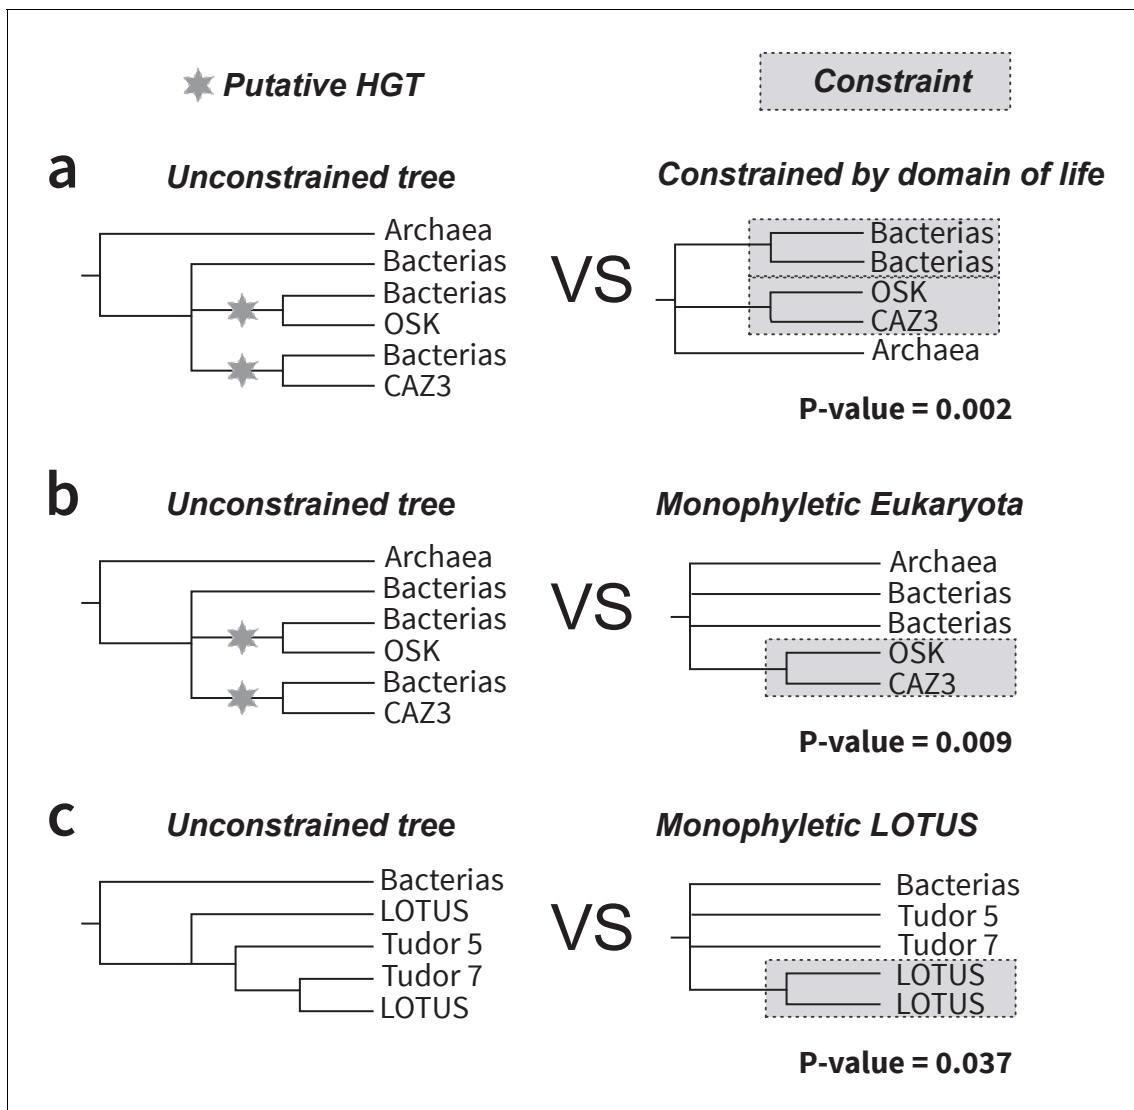 Putative HGT
Constraint
a
Unconstrained tree
Archaea
Bacterias
Bacterias
OSK
Bacterias
CAZ3
VS
Constrained by domain of life
Bacterias
Bacterias
OSK
CAZ3
Archaea
P-value = 0.002
b
Unconstrained tree
Archaea
Bacterias
Bacterias
OSK
Bacterias
CAZ3
VS
Monophyletic Eukaryota
Archaea
Bacterias
Bacterias
OSK
CAZ3
P-value = 0.009
c
Unconstrained tree
Bacterias
LOTUS
Tudor 5
Tudor 7
LOTUS
VS
Monophyletic LOTUS
Bacterias
Tudor 5
Tudor 7
LOTUS
LOTUS
P-value = 0.037